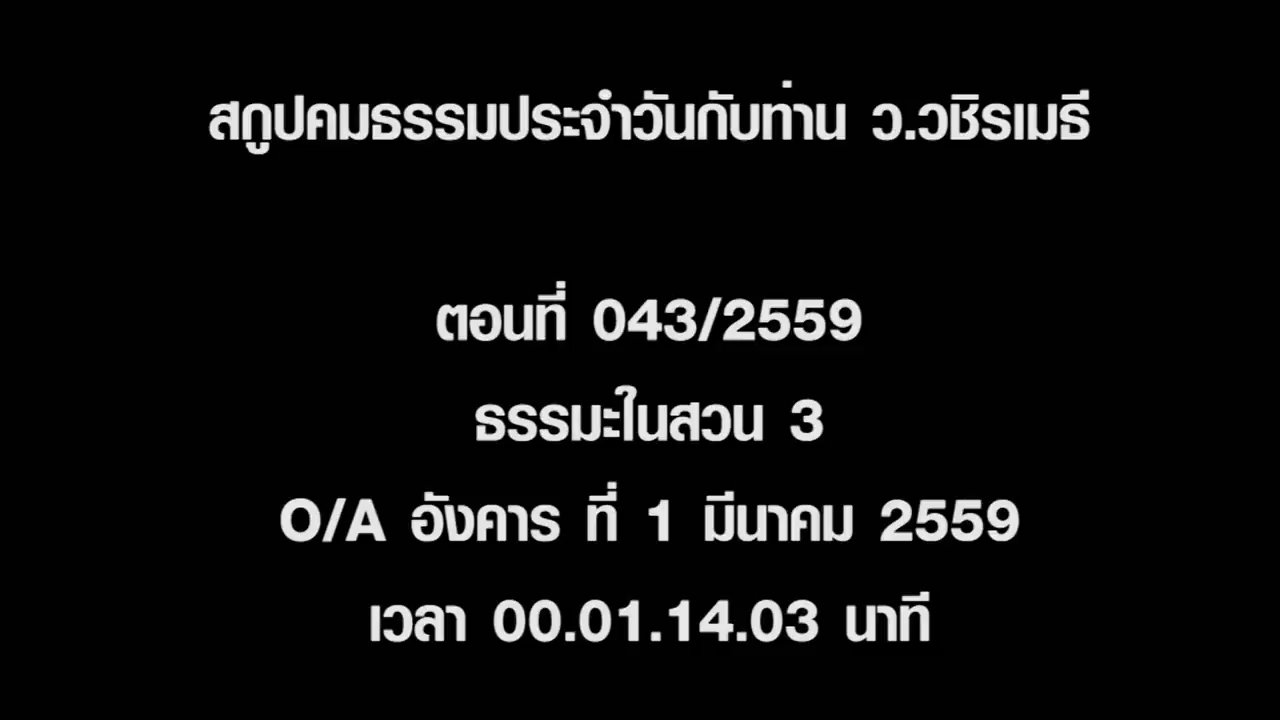 สกูปคมธรรมประจำวันกับท่าน ว.วชิรเมธี
ตอนที่ 043/2559
ธรรมะในสวน 3
O/A อังคาร ที่ 1 มีนาคม 2559
เวลา 00.01.14.03 นาที